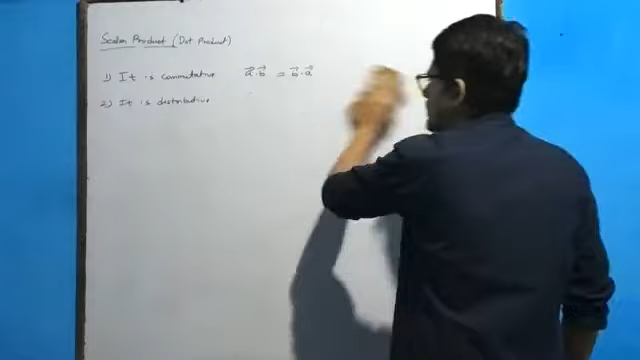 Scalar Product (Dot Product)
1) It is commutative a⃗·b⃗ = b⃗·a⃗
2) It is distributive